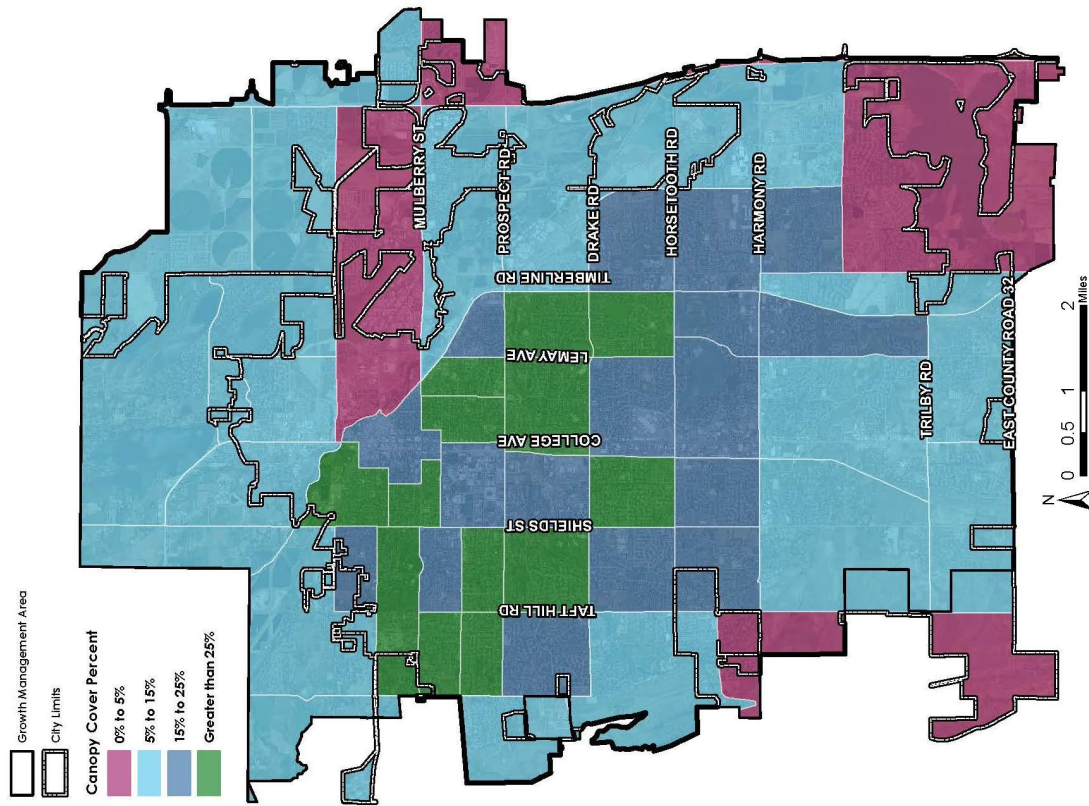 Growth Management Area
City Limits
Canopy Cover Percent
0% to 5%
5% to 15%
15% to 25%
Greater than 25%
MULBERRY ST
PROSPECT RD
DRAKE RD
HORSETOOTH RD
HARMONY RD
TIMBERLINE RD
LEMAY AVE
COLLEGE AVE
SHIELDS ST
TAFT HILL RD
TRILBY RD
EAST COUNTY ROAD 32
N
0 0.5 1 2
Miles